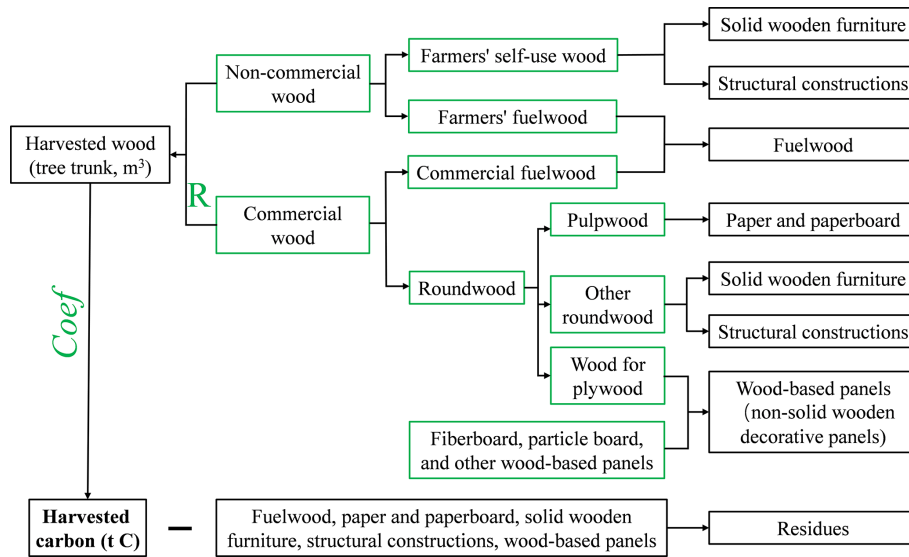 Solid wooden furniture
Non-commercial
wood
Farmers' self-use wood
Structural constructions
Farmers' fuelwood
Harvested wood
(tree trunk, m³)
Fuelwood
Commercial fuelwood
R
Commercial
wood
Pulpwood
Paper and paperboard
Roundwood
Solid wooden furniture
Other
roundwood
Structural constructions
Coef
Wood for
plywood
Wood-based panels
(non-solid wooden
decorative panels)
Fiberboard, particle board,
and other wood-based panels
Harvested
carbon (t C)
–
Fuelwood, paper and paperboard, solid wooden
furniture, structural constructions, wood-based panels
Residues